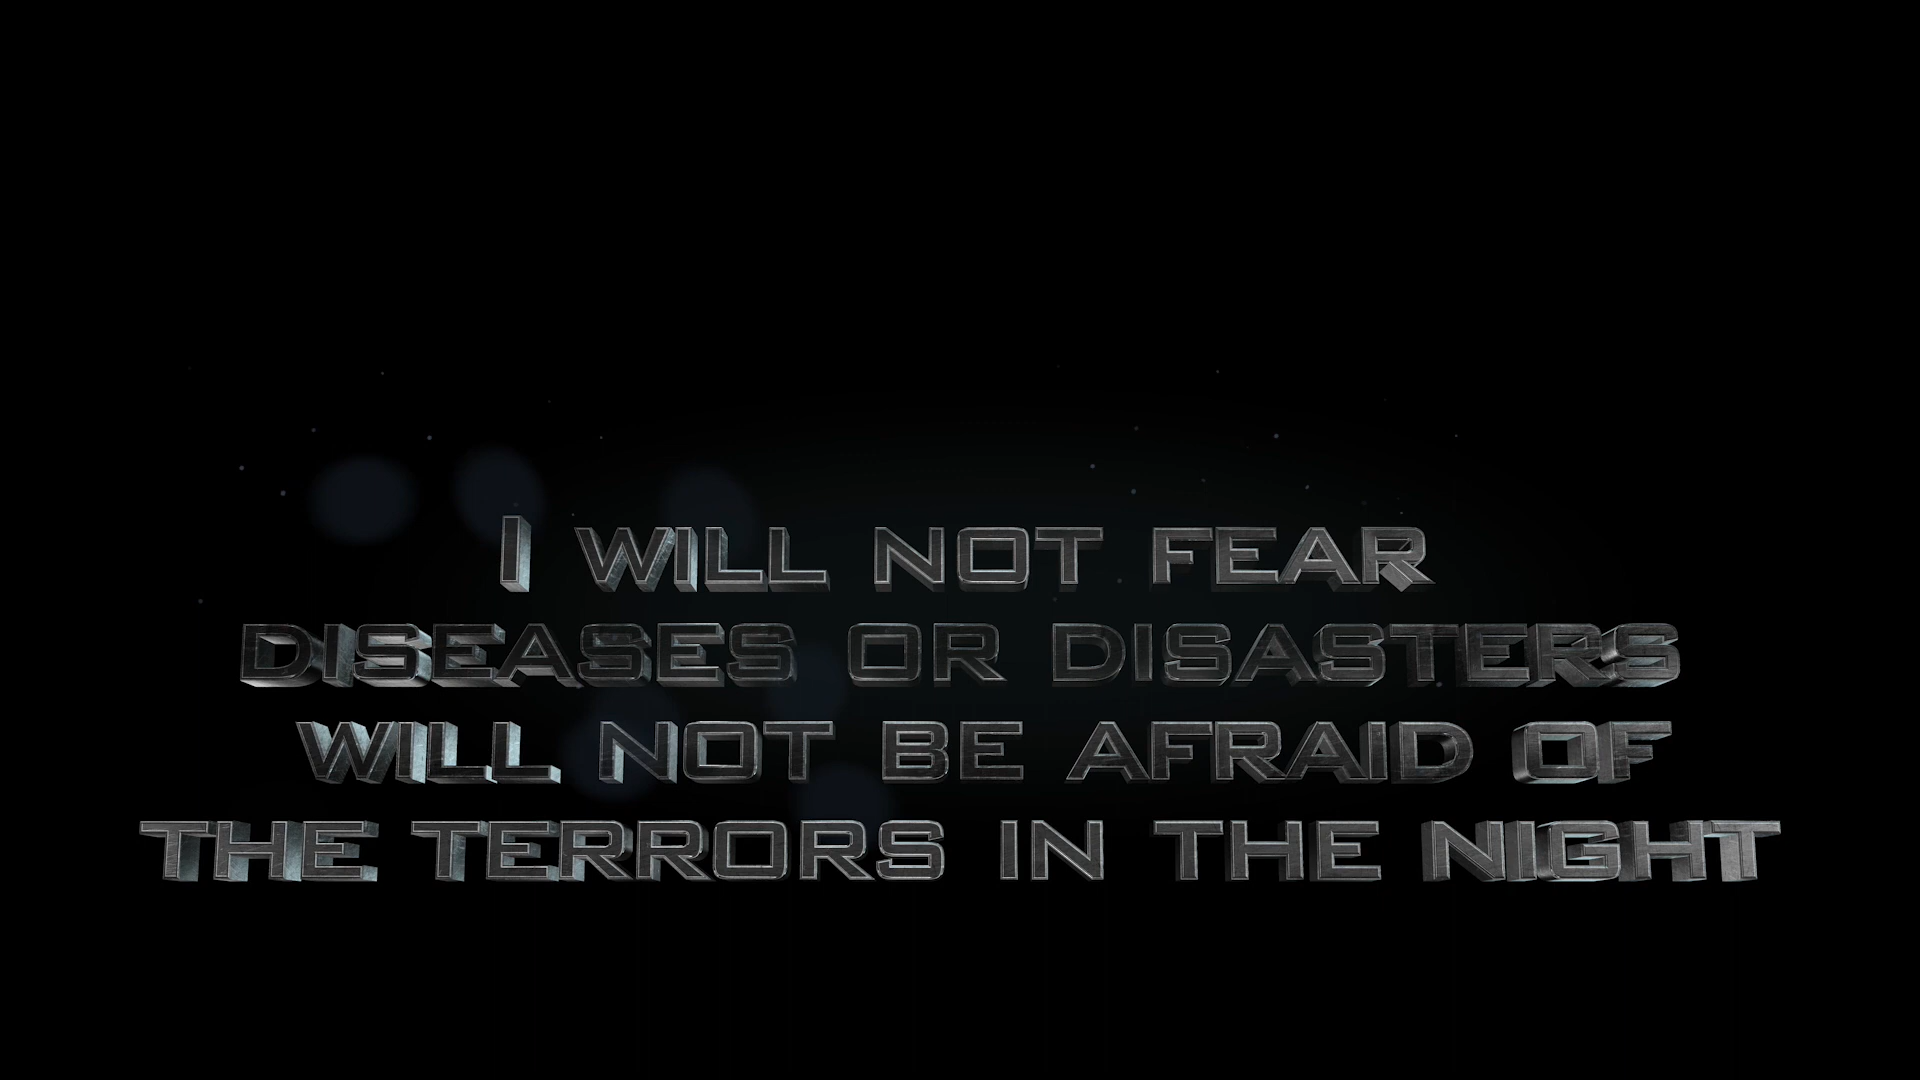 I WILL NOT FEAR
DISEASES OR DISASTERS
WILL NOT BE AFRAID OF
THE TERRORS IN THE NIGHT